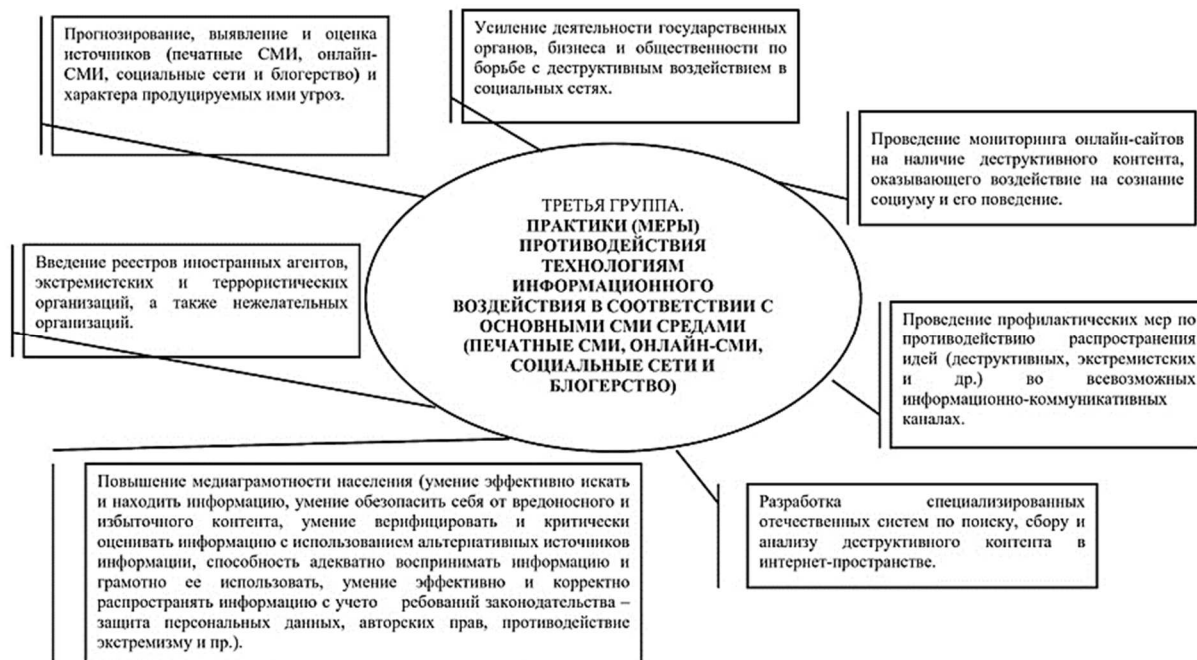 Прогнозирование, выявление и оценка
источников (печатные СМИ, онлайн-
СМИ, социальные сети и блогерство) и
характера продуцируемых ими угроз.
Усиление деятельности государственных
органов, бизнеса и общественности по
борьбе с деструктивным воздействием в
социальных сетях.
Проведение мониторинга онлайн-сайтов
на наличие деструктивного контента,
оказывающего воздействие на сознание
социуму и его поведение.
ТРЕТЬЯ ГРУППА.
ПРАКТИКИ (МЕРЫ)
ПРОТИВОДЕЙСТВИЯ
ТЕХНОЛОГИЯМ
ИНФОРМАЦИОННОГО
ВОЗДЕЙСТВИЯ В СООТВЕТСТВИИ С
ОСНОВНЫМИ СМИ СРЕДАМИ
(ПЕЧАТНЫЕ СМИ, ОНЛАЙН-СМИ,
СОЦИАЛЬНЫЕ СЕТИ И
БЛОГЕРСТВО)
Введение реестров иностранных агентов,
экстремистских и террористических
организаций, а также нежелательных
организаций.
Проведение профилактических мер по
противодействию распространения
идей (деструктивных, экстремистских
и др.) во всевозможных
информационно-коммуникативных
каналах.
Повышение медиаграмотности населения (умение эффективно искать
и находить информацию, умение обезопасить себя от вредоносного и
избыточного контента, умение верифицировать и критически
оценивать информацию с использованием альтернативных источников
информации, способность адекватно воспринимать информацию и
грамотно ее использовать, умение эффективно и корректно
распространять информацию с учето ребований законодательства –
защита персональных данных, авторских прав, противодействие
экстремизму и пр.).
Разработка специализированных
отечественных систем по поиску, сбору и
анализу деструктивного контента в
интернет-пространстве.